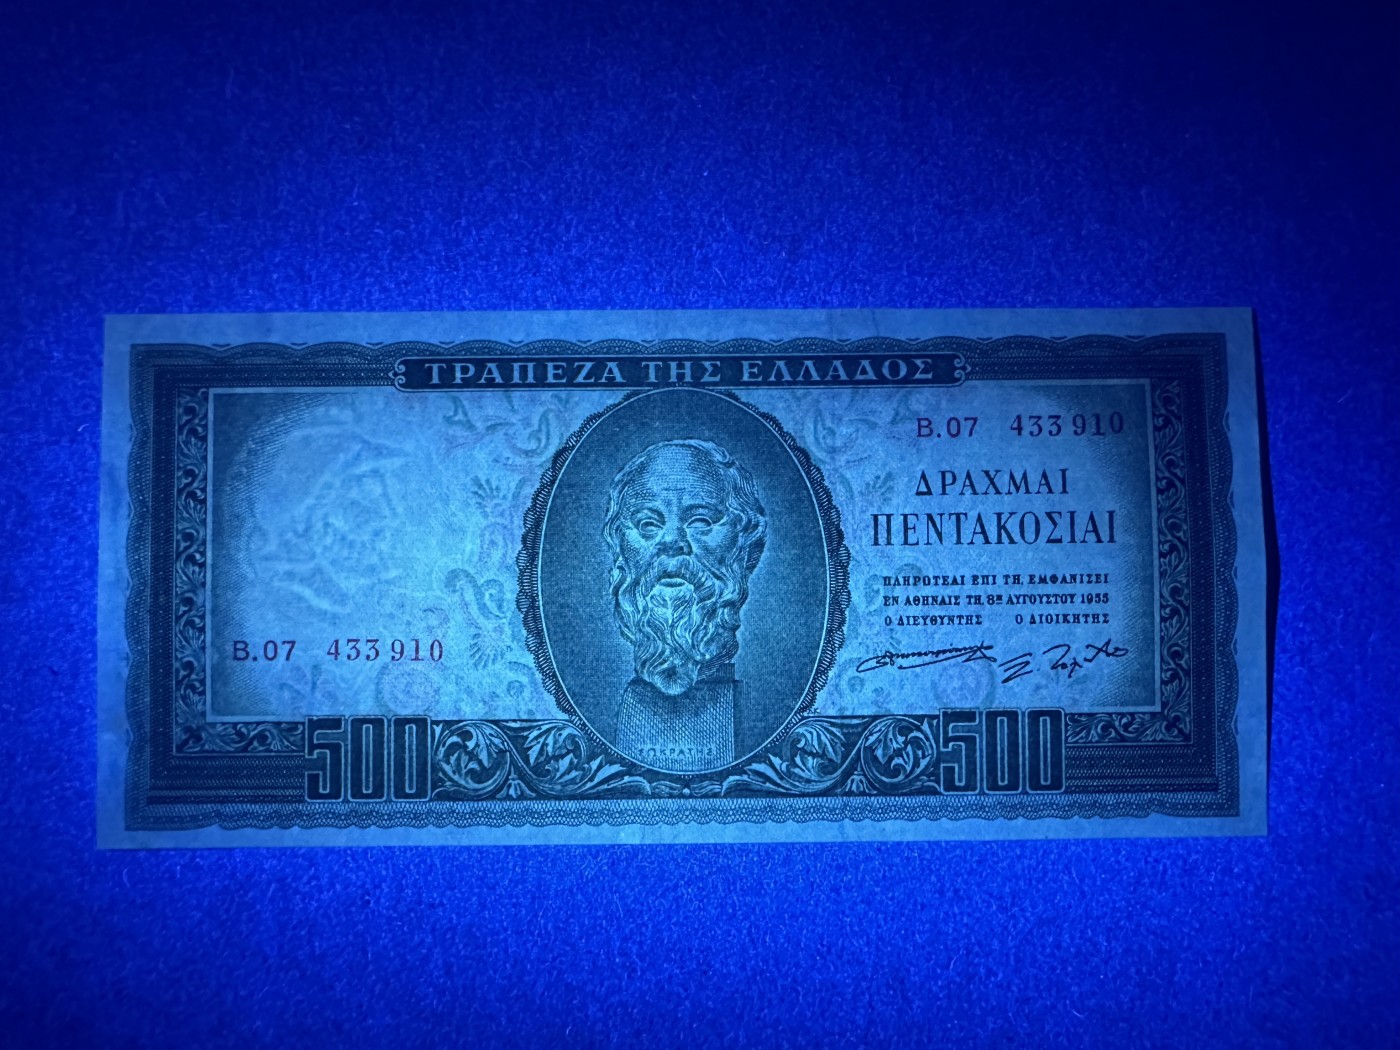 ΤΡΑΠΕΖΑ ΤΗΣ ΕΛΛΑΔΟΣ
B.07 433910
ΔΡΑΧΜΑΙ
ΠΕΝΤΑΚΟΣΙΑΙ
ΠΛΗΡΩΤΕΑΙ ΕΠΙ ΤΗ, ΕΜΦΑΝΙΣΕΙ
ΕΝ ΑΘΗΝΑΙΣ ΤΗ, 8ῃ ΑΥΓΟΥΣΤΟΥ 1955
Ο ΔΙΕΥΘΥΝΤΗΣ Ο ΔΙΟΙΚΗΤΗΣ
B.07 433910
ΣΩΚΡΑΤΗΣ
500 500